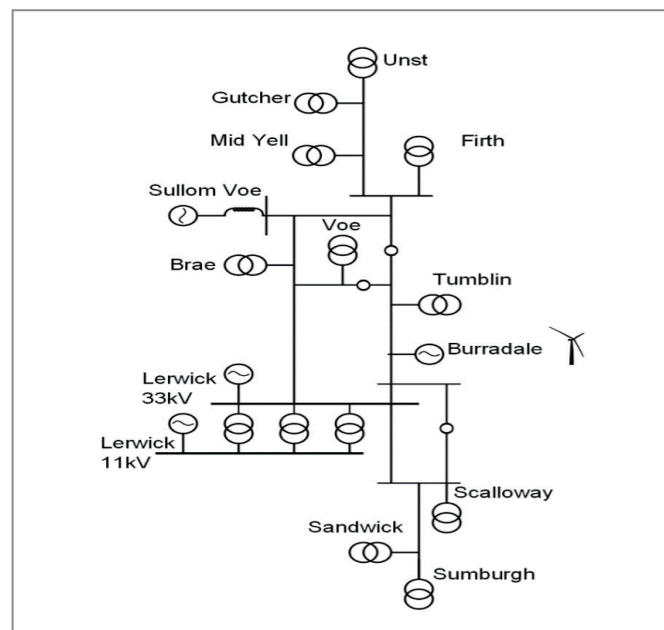 Unst
Gutcher
Mid Yell
Firth
Sullom Voe
Voe
Brae
Tumblin
Burradale
Lerwick
33kV
Lerwick
11kV
Scalloway
Sandwick
Sumburgh